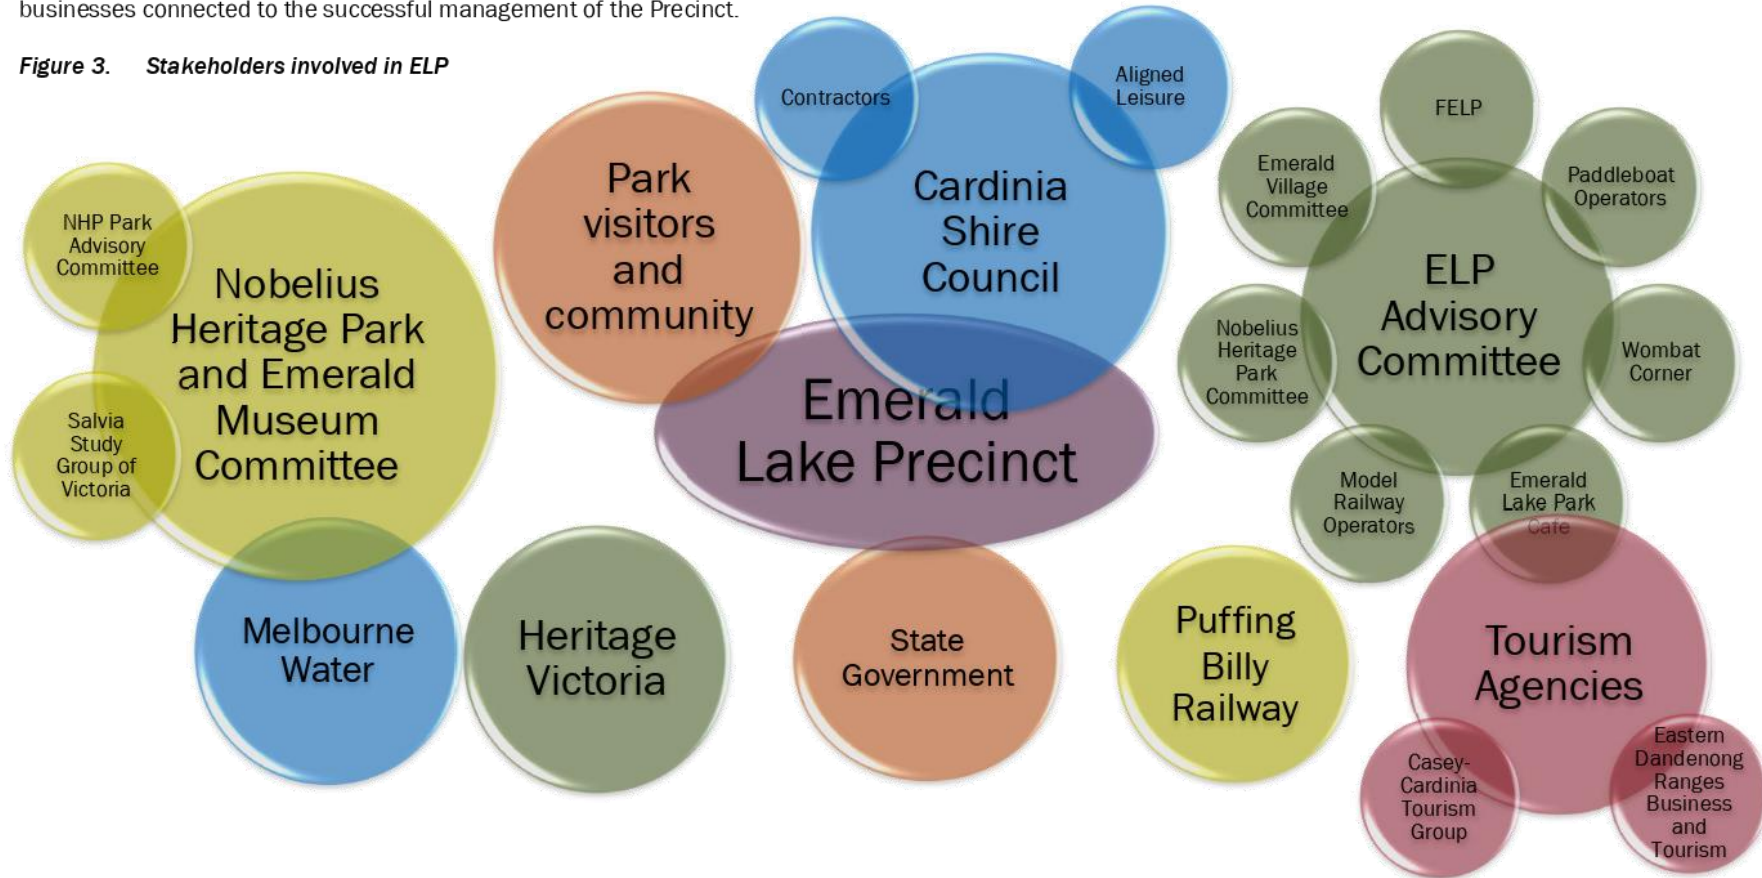 businesses connected to the successful management of the Precinct.
Figure 3. Stakeholders involved in ELP
NHP Park
Advisory
Committee
Salvia
Study
Group of
Victoria
Nobelius
Heritage Park
and Emerald
Museum
Committee
Melbourne
Water
Heritage
Victoria
Park
visitors
and
community
Contractors
Aligned
Leisure
Cardinia
Shire
Council
Emerald
Lake Precinct
State
Government
Puffing
Billy
Railway
FELP
Emerald
Village
Committee
Paddleboat
Operators
ELP
Advisory
Committee
Nobelius
Heritage
Park
Committee
Wombat
Corner
Model
Railway
Operators
Emerald
Lake Park
Cafe
Tourism
Agencies
Casey-
Cardinia
Tourism
Group
Eastern
Dandenong
Ranges
Business
and
Tourism